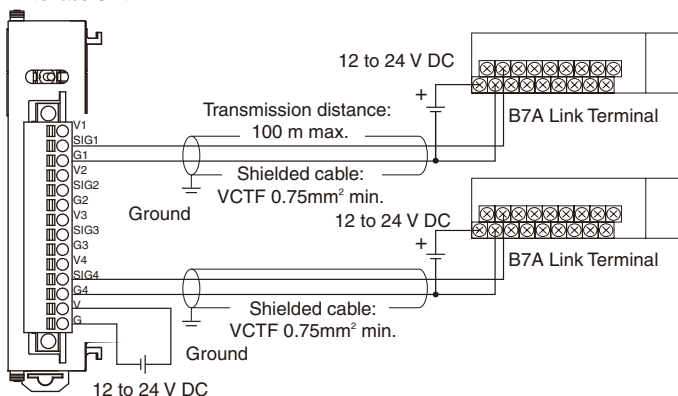 12 to 24 V DC
+
Transmission distance:
100 m max.
B7A Link Terminal
V1
SIG1
G1
V2
SIG2
G2
V3
SIG3
G3
V4
SIG4
G4
V
G
Shielded cable:
VCTF 0.75mm² min.
Ground
12 to 24 V DC
+
B7A Link Terminal
Shielded cable:
VCTF 0.75mm² min.
Ground
12 to 24 V DC